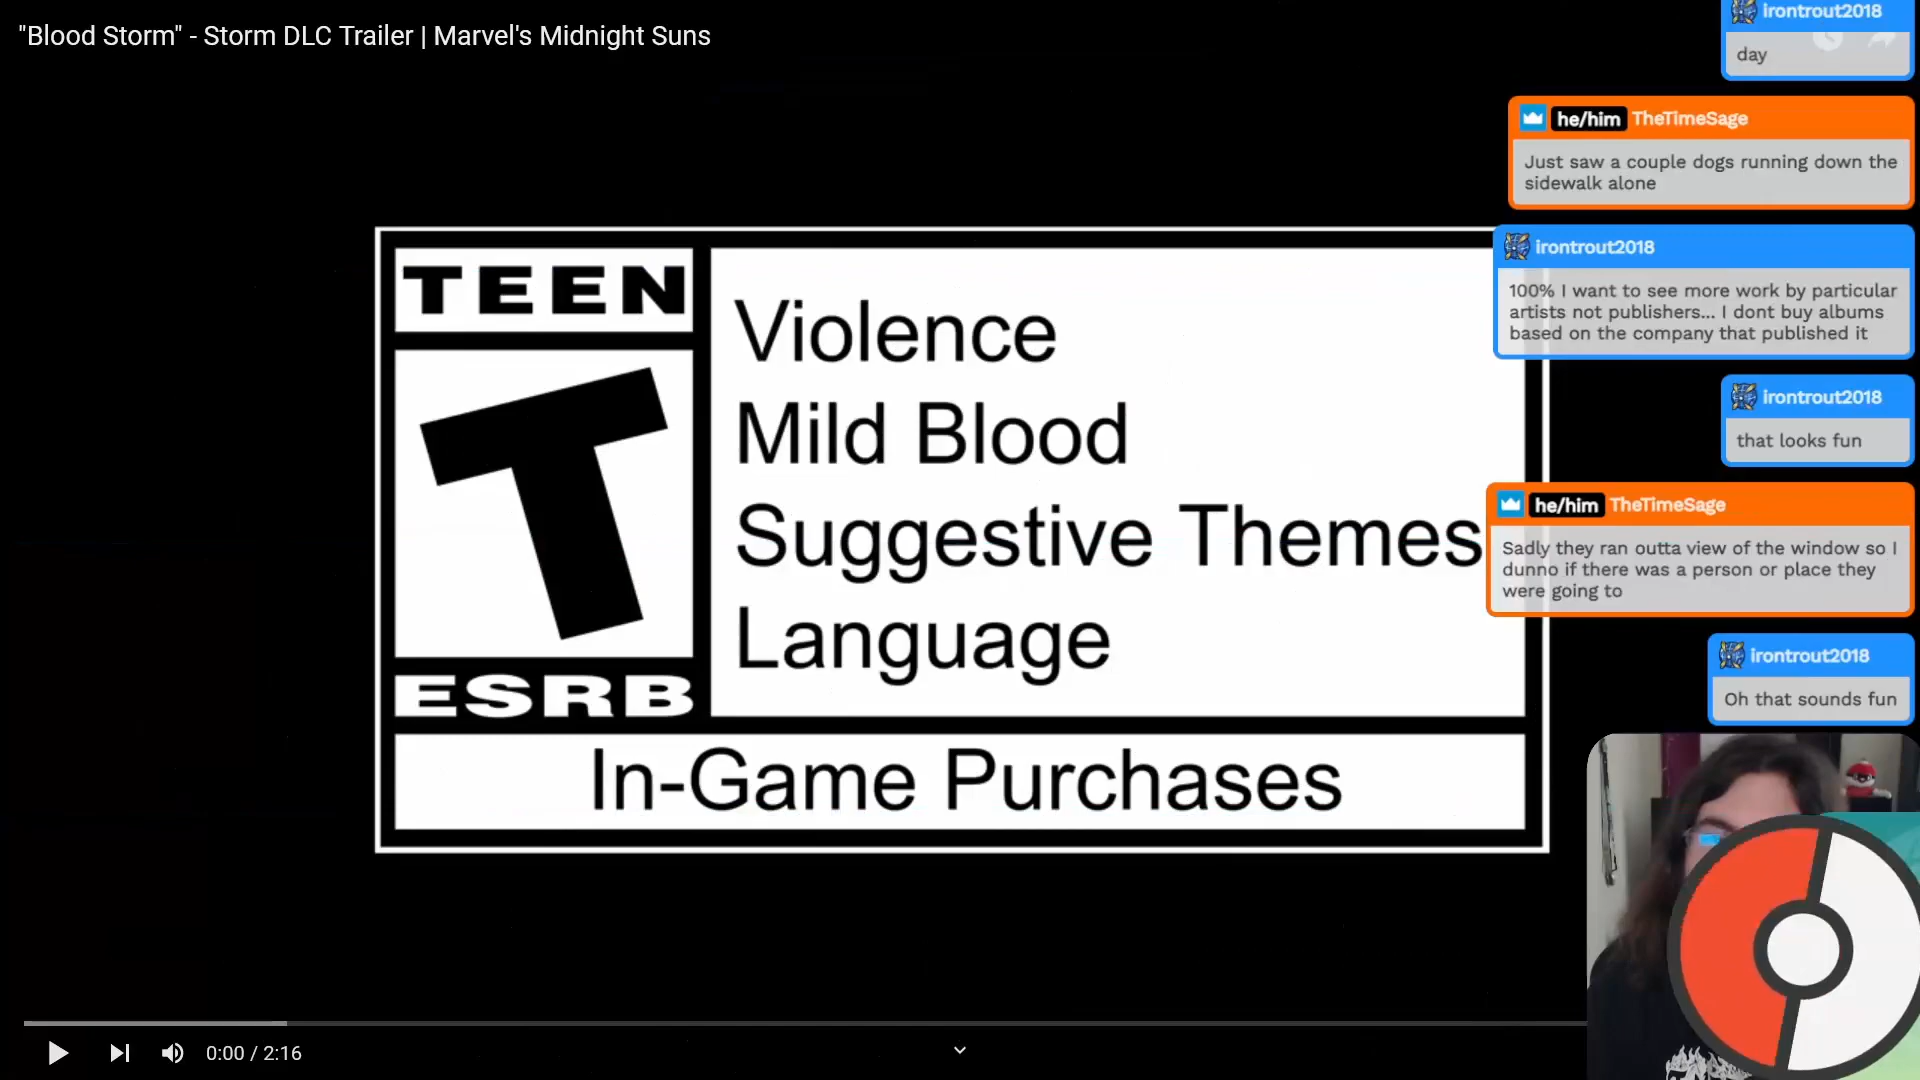 "Blood Storm" - Storm DLC Trailer | Marvel's Midnight Suns
irontrout2018
day
he/him TheTimeSage
Just saw a couple dogs running down the
sidewalk alone
irontrout2018
100% I want to see more work by particular
artists not publishers... I dont buy albums
based on the company that published it
irontrout2018
that looks fun
he/him TheTimeSage
Sadly they ran outta view of the window so I
dunno if there was a person or place they
were going to
irontrout2018
Oh that sounds fun
TEEN
T
ESRB
Violence
Mild Blood
Suggestive Themes
Language
In-Game Purchases
0:00 / 2:16